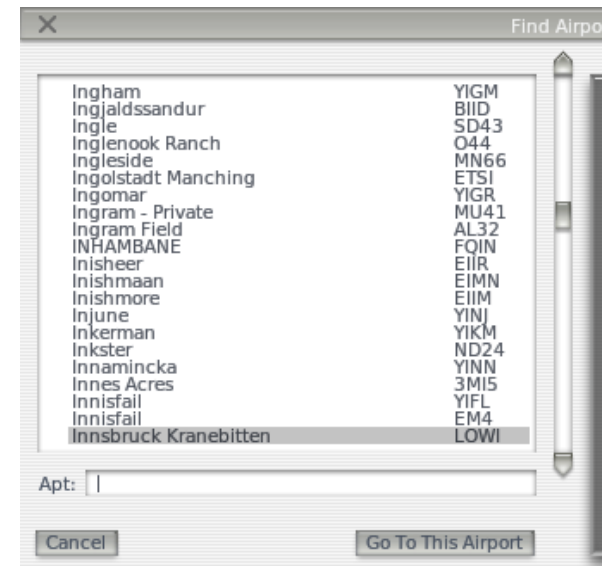 Find Airpo
Ingham YIGM
Ingjaldssandur BIID
Ingle SD43
Inglenook Ranch O44
Ingleside MN66
Ingolstadt Manching ETSI
Ingomar YIGR
Ingram - Private MU41
Ingram Field AL32
INHAMBANE FQIN
Inisheer EIIR
Inishmaan EIMN
Inishmore EIIM
Injune YINJ
Inkerman YIKM
Inkster ND24
Innamincka YINN
Innes Acres 3MI5
Innisfail YIFL
Innisfail EM4
Innsbruck Kranebitten LOWI
Apt:
Cancel Go To This Airport